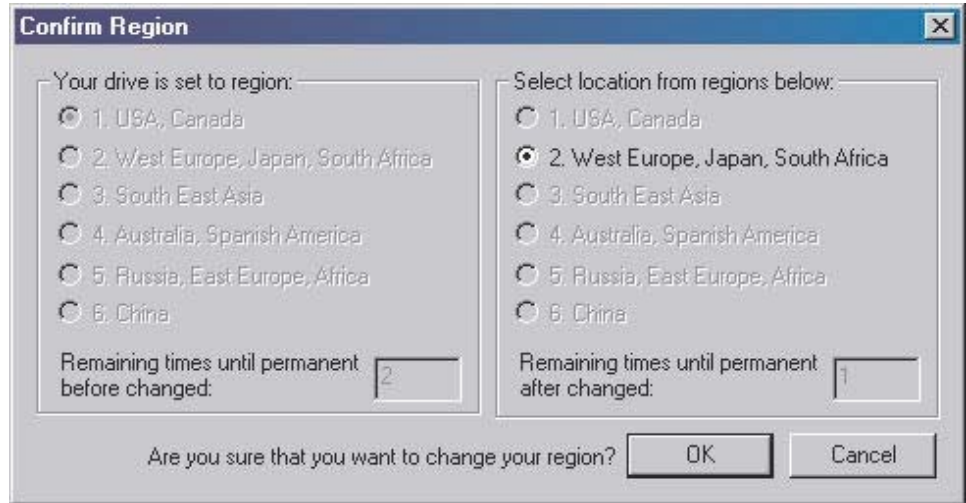 Confirm Region
Your drive is set to region:
1. USA, Canada
2. West Europe, Japan, South Africa
3. South East Asia
4. Australia, Spanish America
5. Russia, East Europe, Africa
6. China
Remaining times until permanent
before changed:
2
Select location from regions below:
1. USA, Canada
2. West Europe, Japan, South Africa
3. South East Asia
4. Australia, Spanish America
5. Russia, East Europe, Africa
6. China
Remaining times until permanent
after changed:
1
Are you sure that you want to change your region?
OK
Cancel